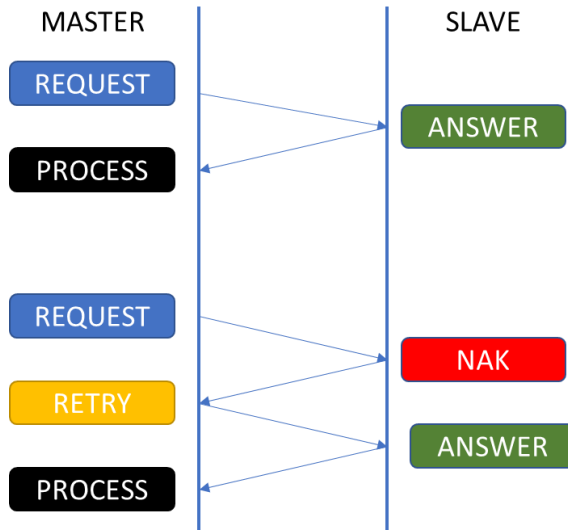 MASTER
SLAVE
REQUEST
ANSWER
PROCESS
REQUEST
NAK
RETRY
ANSWER
PROCESS